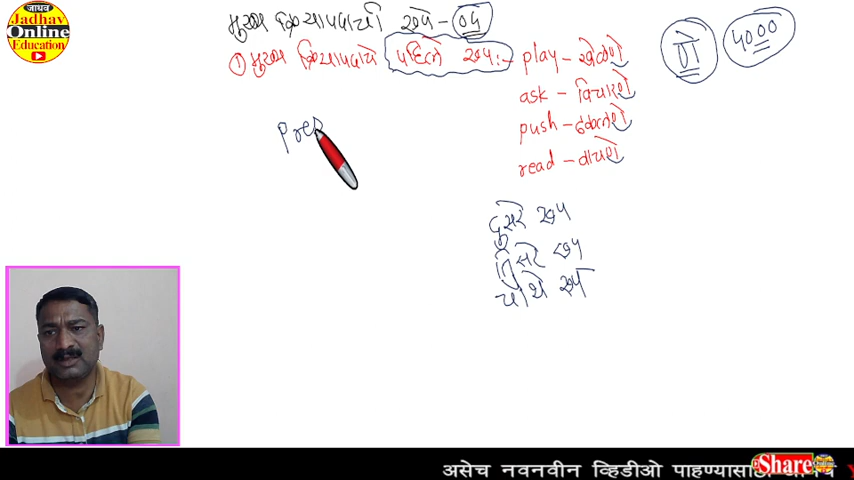 जाधव
Jadhav
Online
Education
मुख्य क्रियापदाची रूपे - 04
① मुख्य क्रियापदाचे पहिले रूप :- play - खेळणे
ask - विचारणे
push - ढकलणे
read - वाचणे
णे
4000
Pres
दूसरे रूप
तिसरे रूप
चौथे रूप
असेच नवनवीन व्हिडीओ पाहण्यासाठी
Share